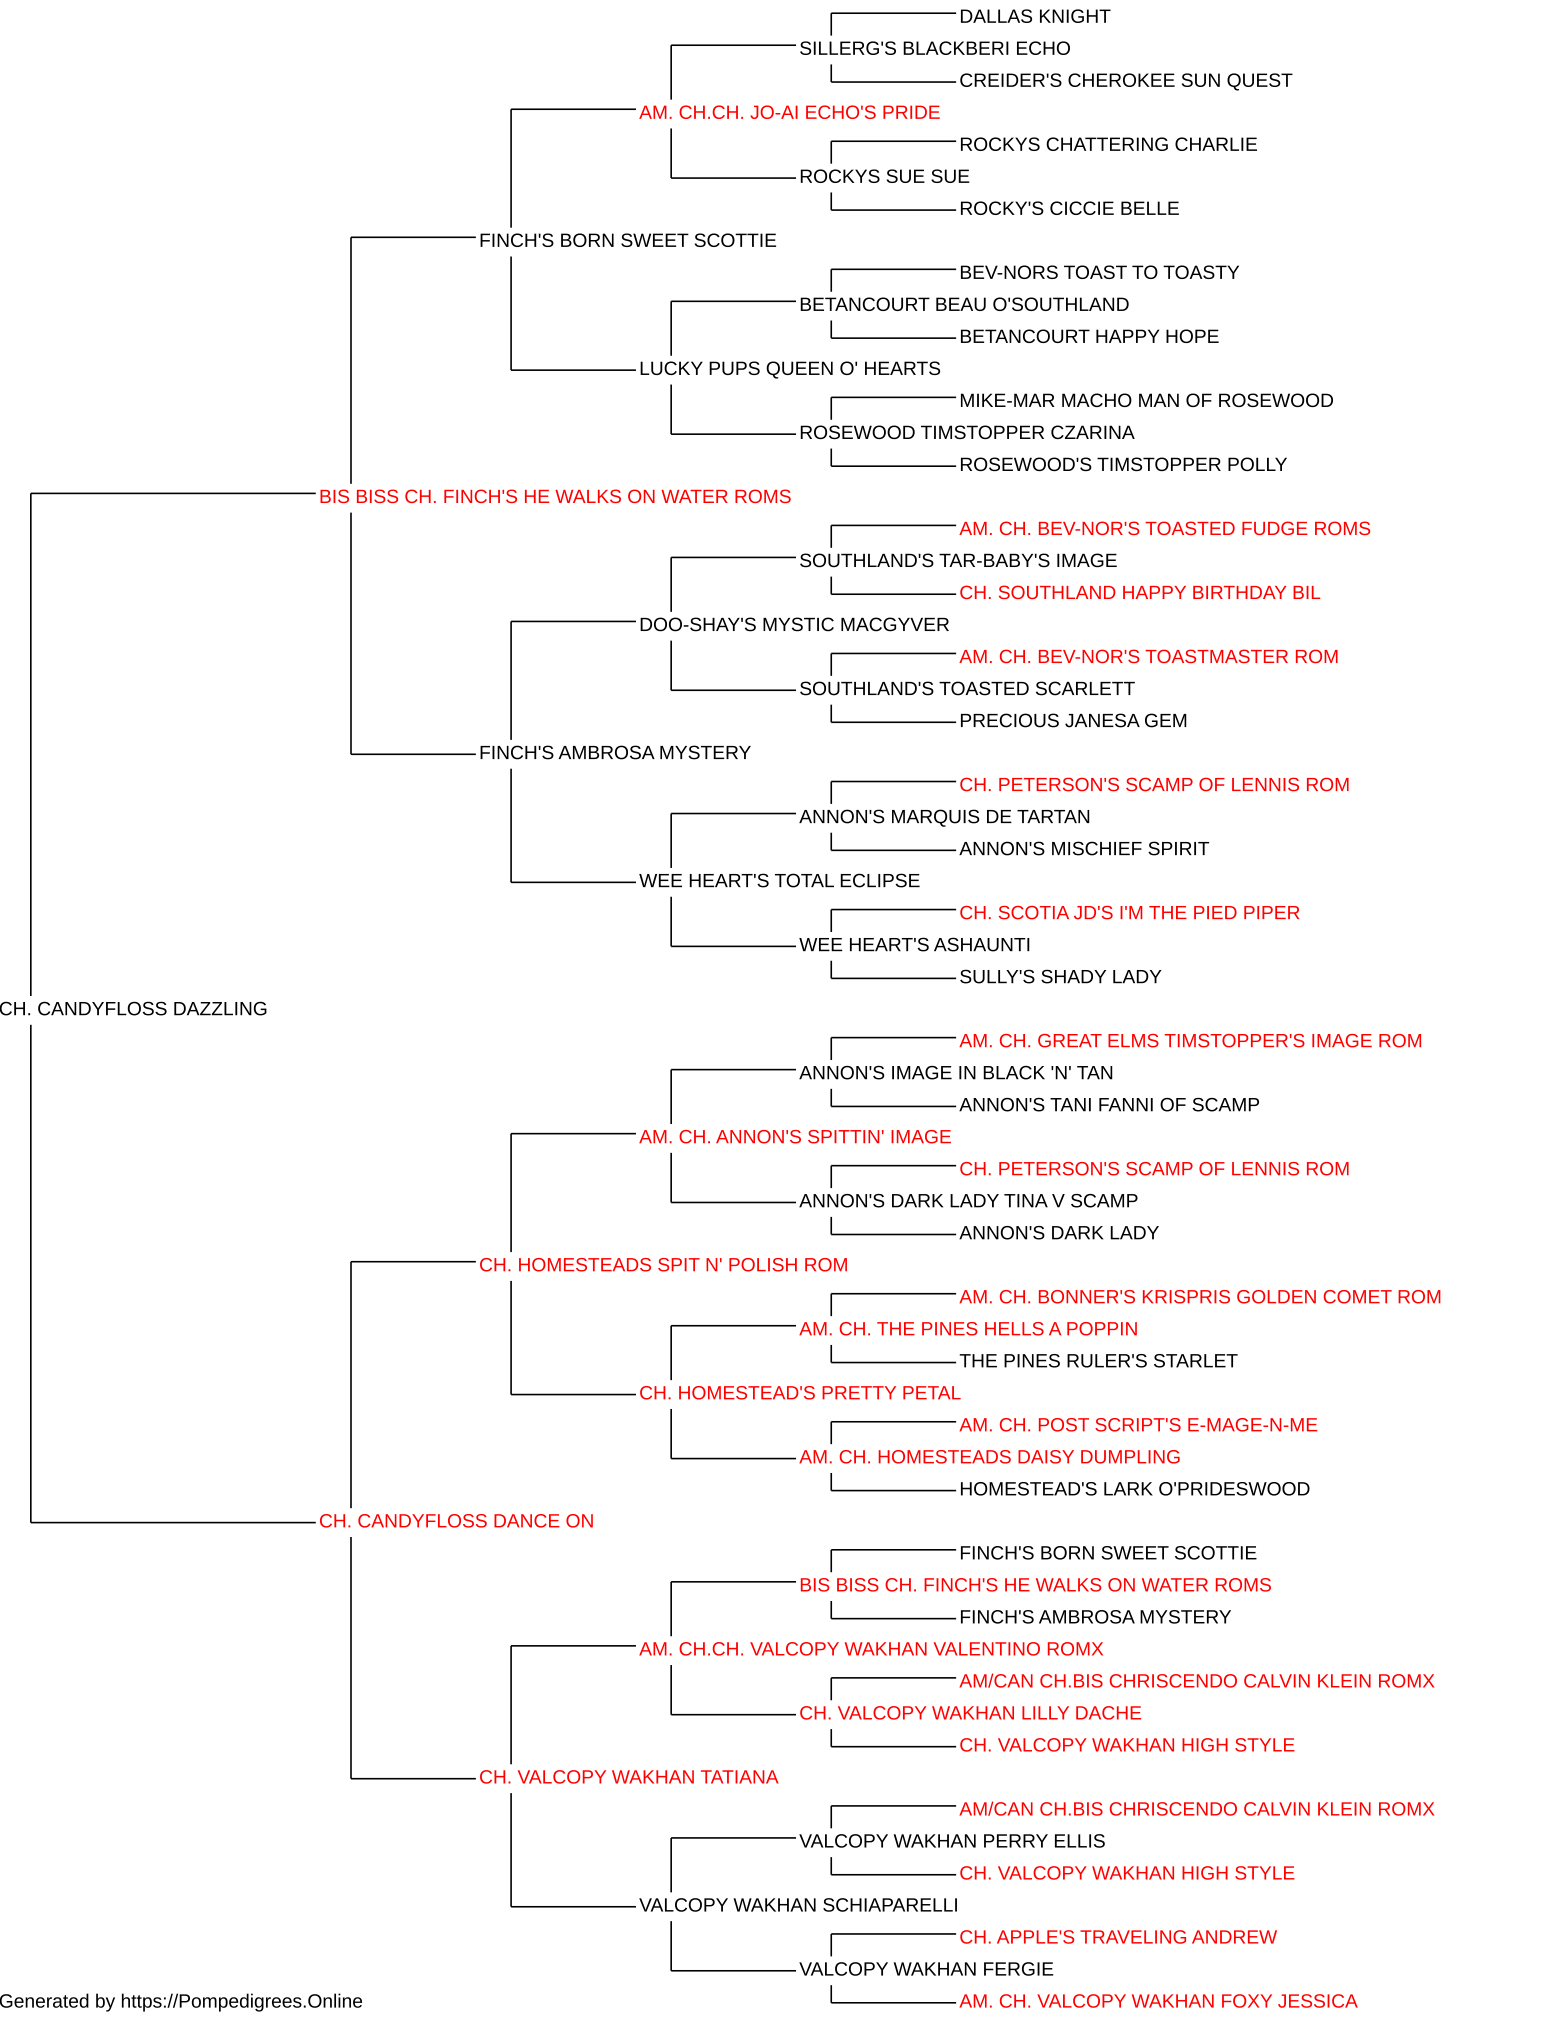 DALLAS KNIGHT
SILLERG'S BLACKBERI ECHO
CREIDER'S CHEROKEE SUN QUEST
AM. CH.CH. JO-AI ECHO'S PRIDE
ROCKYS CHATTERING CHARLIE
ROCKYS SUE SUE
ROCKY'S CICCIE BELLE
FINCH'S BORN SWEET SCOTTIE
BEV-NORS TOAST TO TOASTY
BETANCOURT BEAU O'SOUTHLAND
BETANCOURT HAPPY HOPE
LUCKY PUPS QUEEN O' HEARTS
MIKE-MAR MACHO MAN OF ROSEWOOD
ROSEWOOD TIMSTOPPER CZARINA
ROSEWOOD'S TIMSTOPPER POLLY
BIS BISS CH. FINCH'S HE WALKS ON WATER ROMS
AM. CH. BEV-NOR'S TOASTED FUDGE ROMS
SOUTHLAND'S TAR-BABY'S IMAGE
CH. SOUTHLAND HAPPY BIRTHDAY BIL
DOO-SHAY'S MYSTIC MACGYVER
AM. CH. BEV-NOR'S TOASTMASTER ROM
SOUTHLAND'S TOASTED SCARLETT
PRECIOUS JANESA GEM
FINCH'S AMBROSA MYSTERY
CH. PETERSON'S SCAMP OF LENNIS ROM
ANNON'S MARQUIS DE TARTAN
ANNON'S MISCHIEF SPIRIT
WEE HEART'S TOTAL ECLIPSE
CH. SCOTIA JD'S I'M THE PIED PIPER
WEE HEART'S ASHAUNTI
SULLY'S SHADY LADY
CH. CANDYFLOSS DAZZLING
AM. CH. GREAT ELMS TIMSTOPPER'S IMAGE ROM
ANNON'S IMAGE IN BLACK 'N' TAN
ANNON'S TANI FANNI OF SCAMP
AM. CH. ANNON'S SPITTIN' IMAGE
CH. PETERSON'S SCAMP OF LENNIS ROM
ANNON'S DARK LADY TINA V SCAMP
ANNON'S DARK LADY
CH. HOMESTEADS SPIT N' POLISH ROM
AM. CH. BONNER'S KRISPRIS GOLDEN COMET ROM
AM. CH. THE PINES HELLS A POPPIN
THE PINES RULER'S STARLET
CH. HOMESTEAD'S PRETTY PETAL
AM. CH. POST SCRIPT'S E-MAGE-N-ME
AM. CH. HOMESTEADS DAISY DUMPLING
HOMESTEAD'S LARK O'PRIDESWOOD
CH. CANDYFLOSS DANCE ON
FINCH'S BORN SWEET SCOTTIE
BIS BISS CH. FINCH'S HE WALKS ON WATER ROMS
FINCH'S AMBROSA MYSTERY
AM. CH.CH. VALCOPY WAKHAN VALENTINO ROMX
AM/CAN CH.BIS CHRISCENDO CALVIN KLEIN ROMX
CH. VALCOPY WAKHAN LILLY DACHE
CH. VALCOPY WAKHAN HIGH STYLE
CH. VALCOPY WAKHAN TATIANA
AM/CAN CH.BIS CHRISCENDO CALVIN KLEIN ROMX
VALCOPY WAKHAN PERRY ELLIS
CH. VALCOPY WAKHAN HIGH STYLE
VALCOPY WAKHAN SCHIAPARELLI
CH. APPLE'S TRAVELING ANDREW
VALCOPY WAKHAN FERGIE
AM. CH. VALCOPY WAKHAN FOXY JESSICA
Generated by https://Pompedigrees.Online